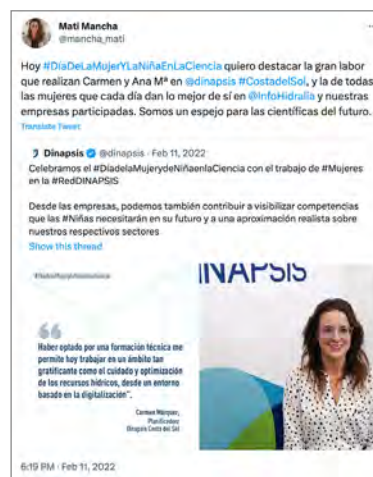 Mati Mancha
@mancha_mati
Hoy #DíaDeLaMujerYLaNiñaEnLaCiencia quiero destacar la gran labor
que realizan Carmen y Ana Mª en @dinapsis #CostadelSol, y la de todas
las mujeres que cada día dan lo mejor de sí en @InfoHidralia y nuestras
empresas participadas. Somos un espejo para las científicas del futuro.
Translate Tweet
Dinapsis @dinapsis · Feb 11, 2022
Celebramos el #DíadelaMujerydeNiñaenlaCiencia con el trabajo de #Mujeres
en la #RedDINAPSIS
Desde las empresas, podemos también contribuir a visibilizar competencias
que las #Niñas necesitarán en su futuro y a una aproximación realista sobre
nuestros respectivos sectores
Show this thread
INAPSIS
Haber optado por una formación técnica me
permite hoy trabajar en un ámbito tan
gratificante como el cuidado y optimización
de los recursos hídricos, desde un entorno
basado en la digitalización".
Carmen Márquez,
Planificadora
Dinapsis Costa del Sol
6:19 PM · Feb 11, 2022